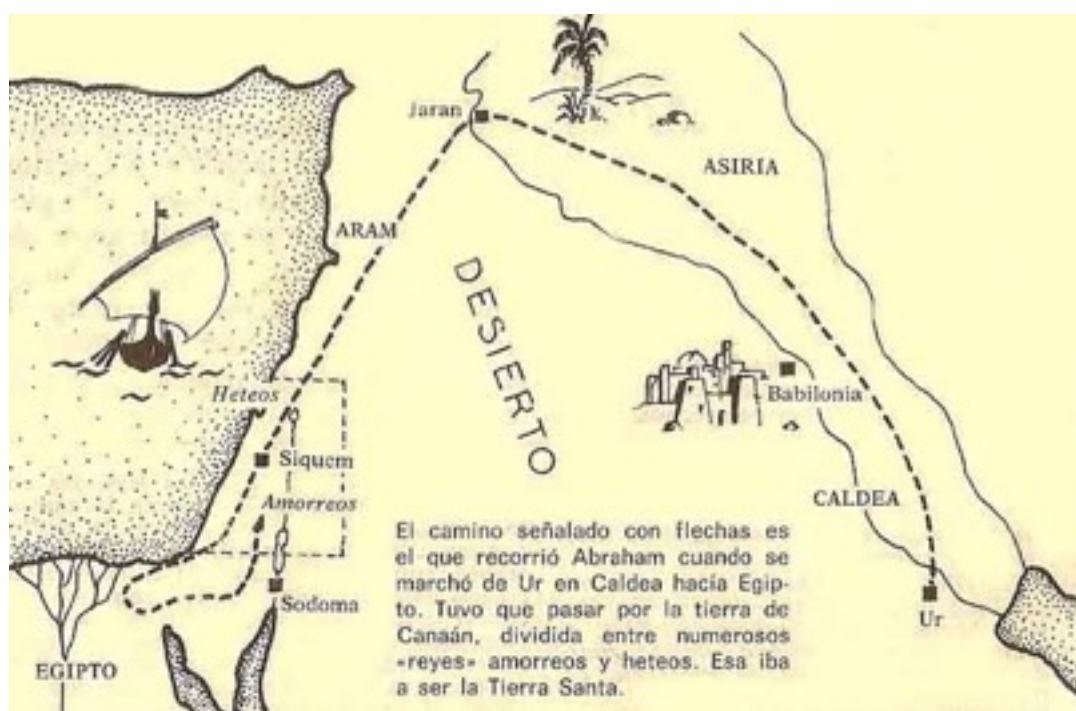 Jaran
ASIRIA
ARAM
DESIERTO
Heteos
Babilonia
Siquem
Amorreos
CALDEA
El camino señalado con flechas es
el que recorrió Abraham cuando se
marchó de Ur en Caldea hacía Egip-
to. Tuvo que pasar por la tierra de
Canaán, dividida entre numerosos
«reyes» amorreos y heteos. Esa iba
a ser la Tierra Santa.
Sodoma
Ur
EGIPTO